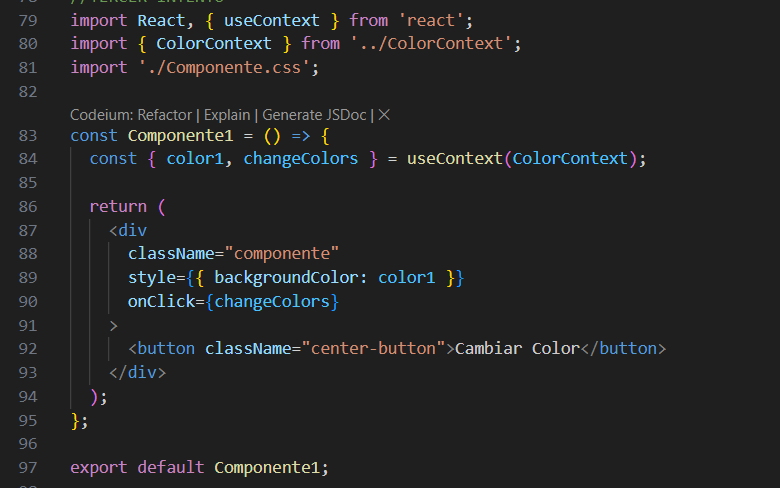 79 import React, { useContext } from 'react';
80 import { ColorContext } from '../ColorContext';
81 import './Componente.css';
82
Codeium: Refactor | Explain | Generate JSDoc | ✕
83 const Componente1 = () => {
84   const { color1, changeColors } = useContext(ColorContext);
85
86   return (
87     <div
88       className="componente"
89       style={{ backgroundColor: color1 }}
90       onClick={changeColors}
91     >
92       <button className="center-button">Cambiar Color</button>
93     </div>
94   );
95 };
96
97 export default Componente1;